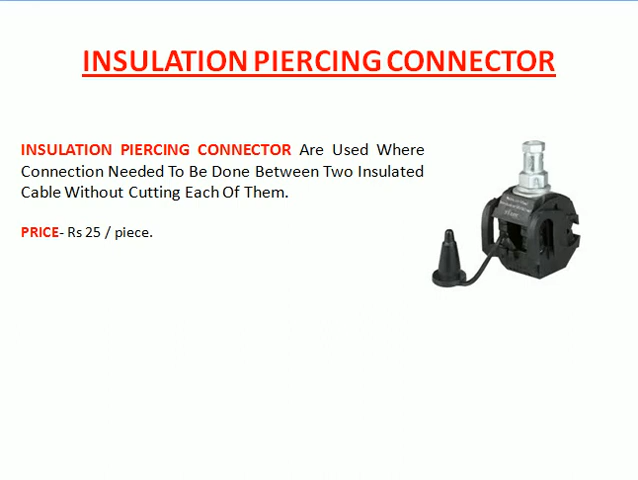 INSULATION PIERCING CONNECTOR
INSULATION PIERCING CONNECTOR Are Used Where
Connection Needed To Be Done Between Two Insulated
Cable Without Cutting Each Of Them.
PRICE- Rs 25 / piece.